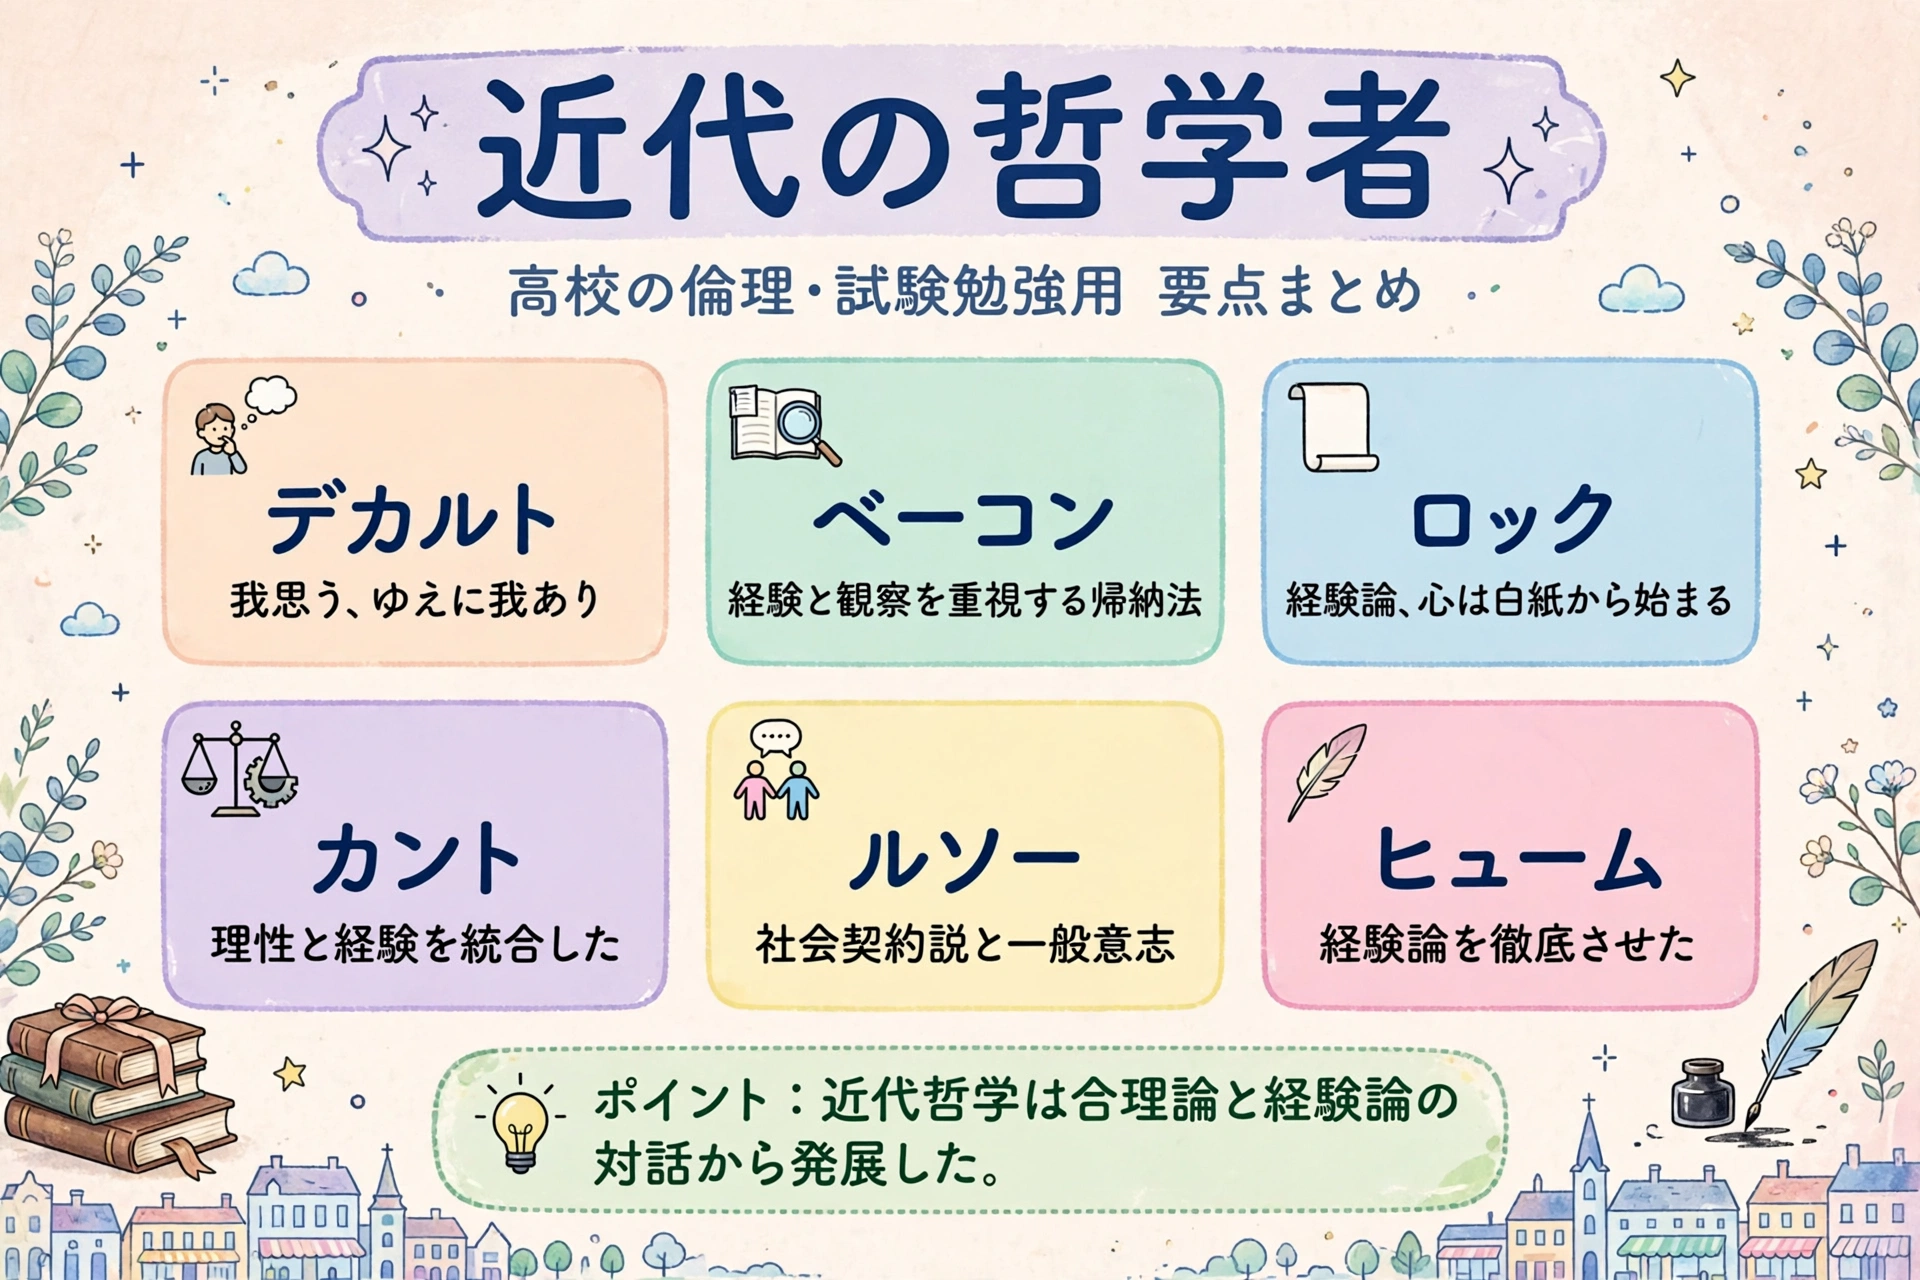 近代の哲学者
高校の倫理・試験勉強用 要点まとめ
デカルト
我思う、ゆえに我あり
ベーコン
経験と観察を重視する帰納法
ロック
経験論、心は白紙から始まる
カント
理性と経験を統合した
ルソー
社会契約説と一般意志
ヒューム
経験論を徹底させた
ポイント：近代哲学は合理論と経験論の
対話から発展した。